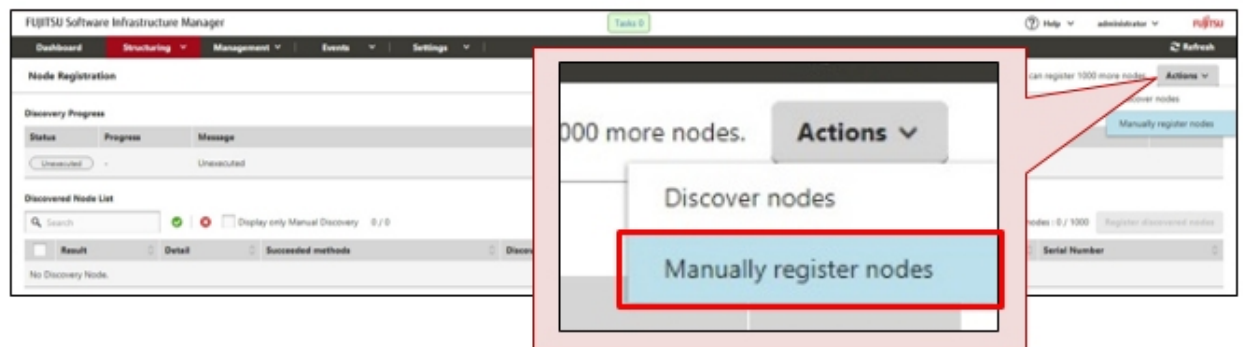 FUJITSU Software Infrastructure Manager
Tasks 0
Help
administrator
FUJITSU
Dashboard Structuring Management Events Settings
Refresh
Node Registration
can register 1000 more nodes.
Actions
Discover nodes
Manually register nodes
Discovery Progress
Status Progress Message
Unexecuted - Unexecuted
Discovered Node List
Search
Display only Manual Discovery 0 / 0
nodes : 0 / 1000
Register discovered nodes
Result Detail Succeeded methods
Serial Number
No Discovery Node.
000 more nodes.
Actions
Discover nodes
Manually register nodes